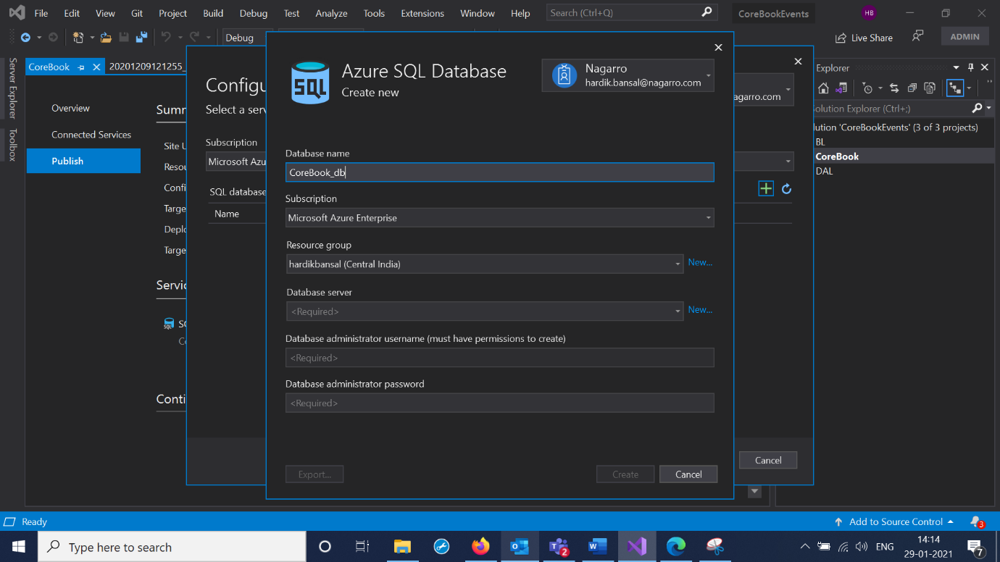 File Edit View Git Project Build Debug Test Analyze Tools Extensions Window Help Search (Ctrl+Q) CoreBookEvents HB
Debug Live Share ADMIN
Server Explorer
Toolbox
CoreBook 20201209121255_
Overview
Connected Services
Publish
Summ
Site U
Resou
Confi
Targe
Deplo
Targe
Servic
SQL
Conti
Configu
Select a serv
Subscription
Microsoft Azu
SQL database
Name
agarro.com
Cancel
SQL
Azure SQL Database
Create new
Nagarro
hardik.bansal@nagarro.com
Database name
CoreBook_db
Subscription
Microsoft Azure Enterprise
Resource group
hardikbansal (Central India) New...
Database server
<Required> New...
Database administrator username (must have permissions to create)
<Required>
Database administrator password
<Required>
Export... Create Cancel
Explorer
olution Explorer (Ctrl+;)
lution 'CoreBookEvents' (3 of 3 projects)
BL
CoreBook
DAL
Ready Add to Source Control 3
Type here to search 2 ENG 14:14
29-01-2021 7